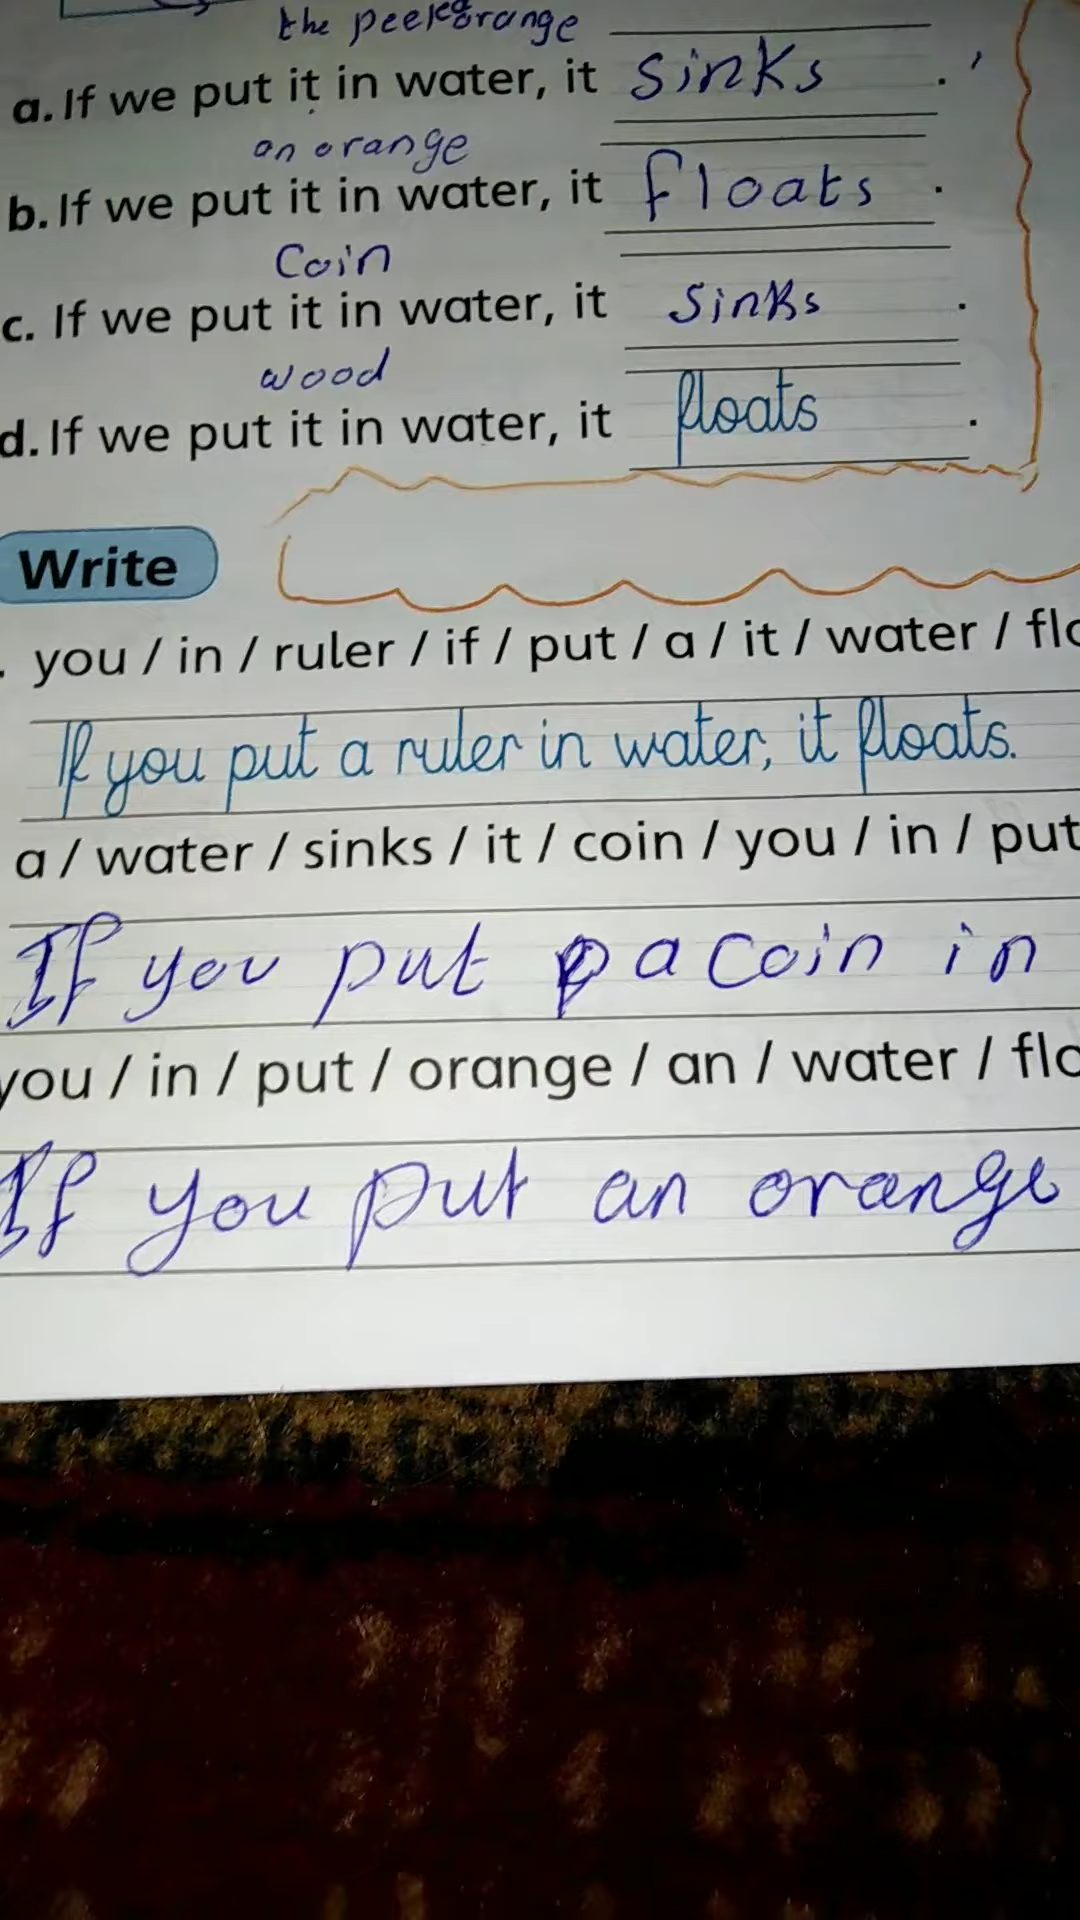 the peeled orange
a. If we put it in water, it sinks.
an orange
b. If we put it in water, it floats.
Coin
c. If we put it in water, it sinks.
wood
d. If we put it in water, it floats.
Write
you / in / ruler / if / put / a / it / water / flo
If you put a ruler in water, it floats.
a / water / sinks / it / coin / you / in / put
If you put a coin in
you / in / put / orange / an / water / flo
If you put an orange